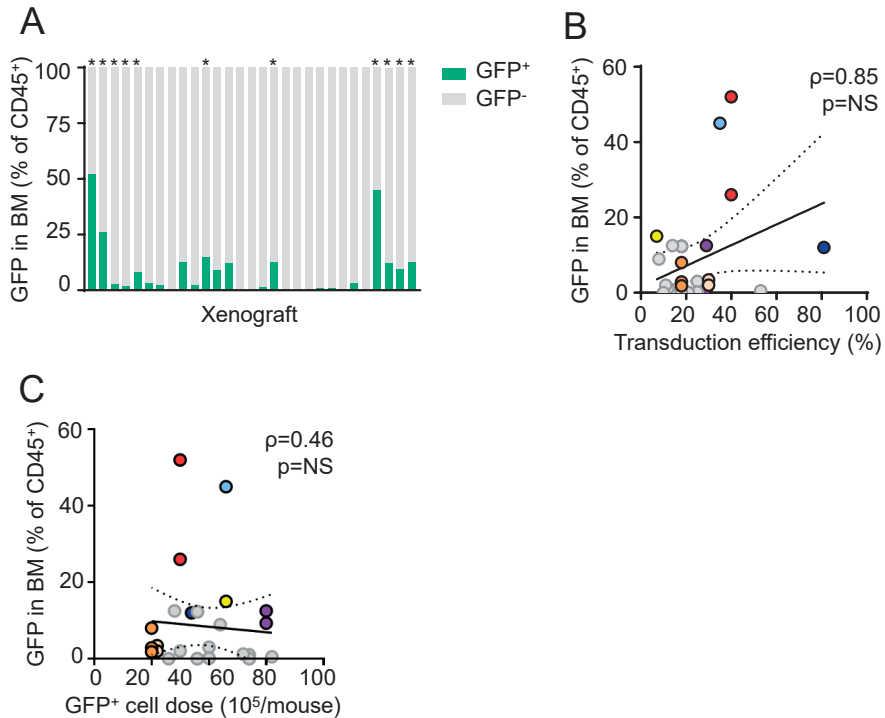 A
GFP in BM (% of CD45⁺)
100
75
50
25
0
* * * * * * * * * * *
Xenograft
GFP⁺
GFP⁻
B
GFP in BM (% of CD45⁺)
60
40
20
0
0 20 40 60 80 100
Transduction efficiency (%)
ρ=0.85
p=NS
C
GFP in BM (% of CD45⁺)
60
40
20
0
0 20 40 60 80 100
GFP⁺ cell dose (10⁵/mouse)
ρ=0.46
p=NS